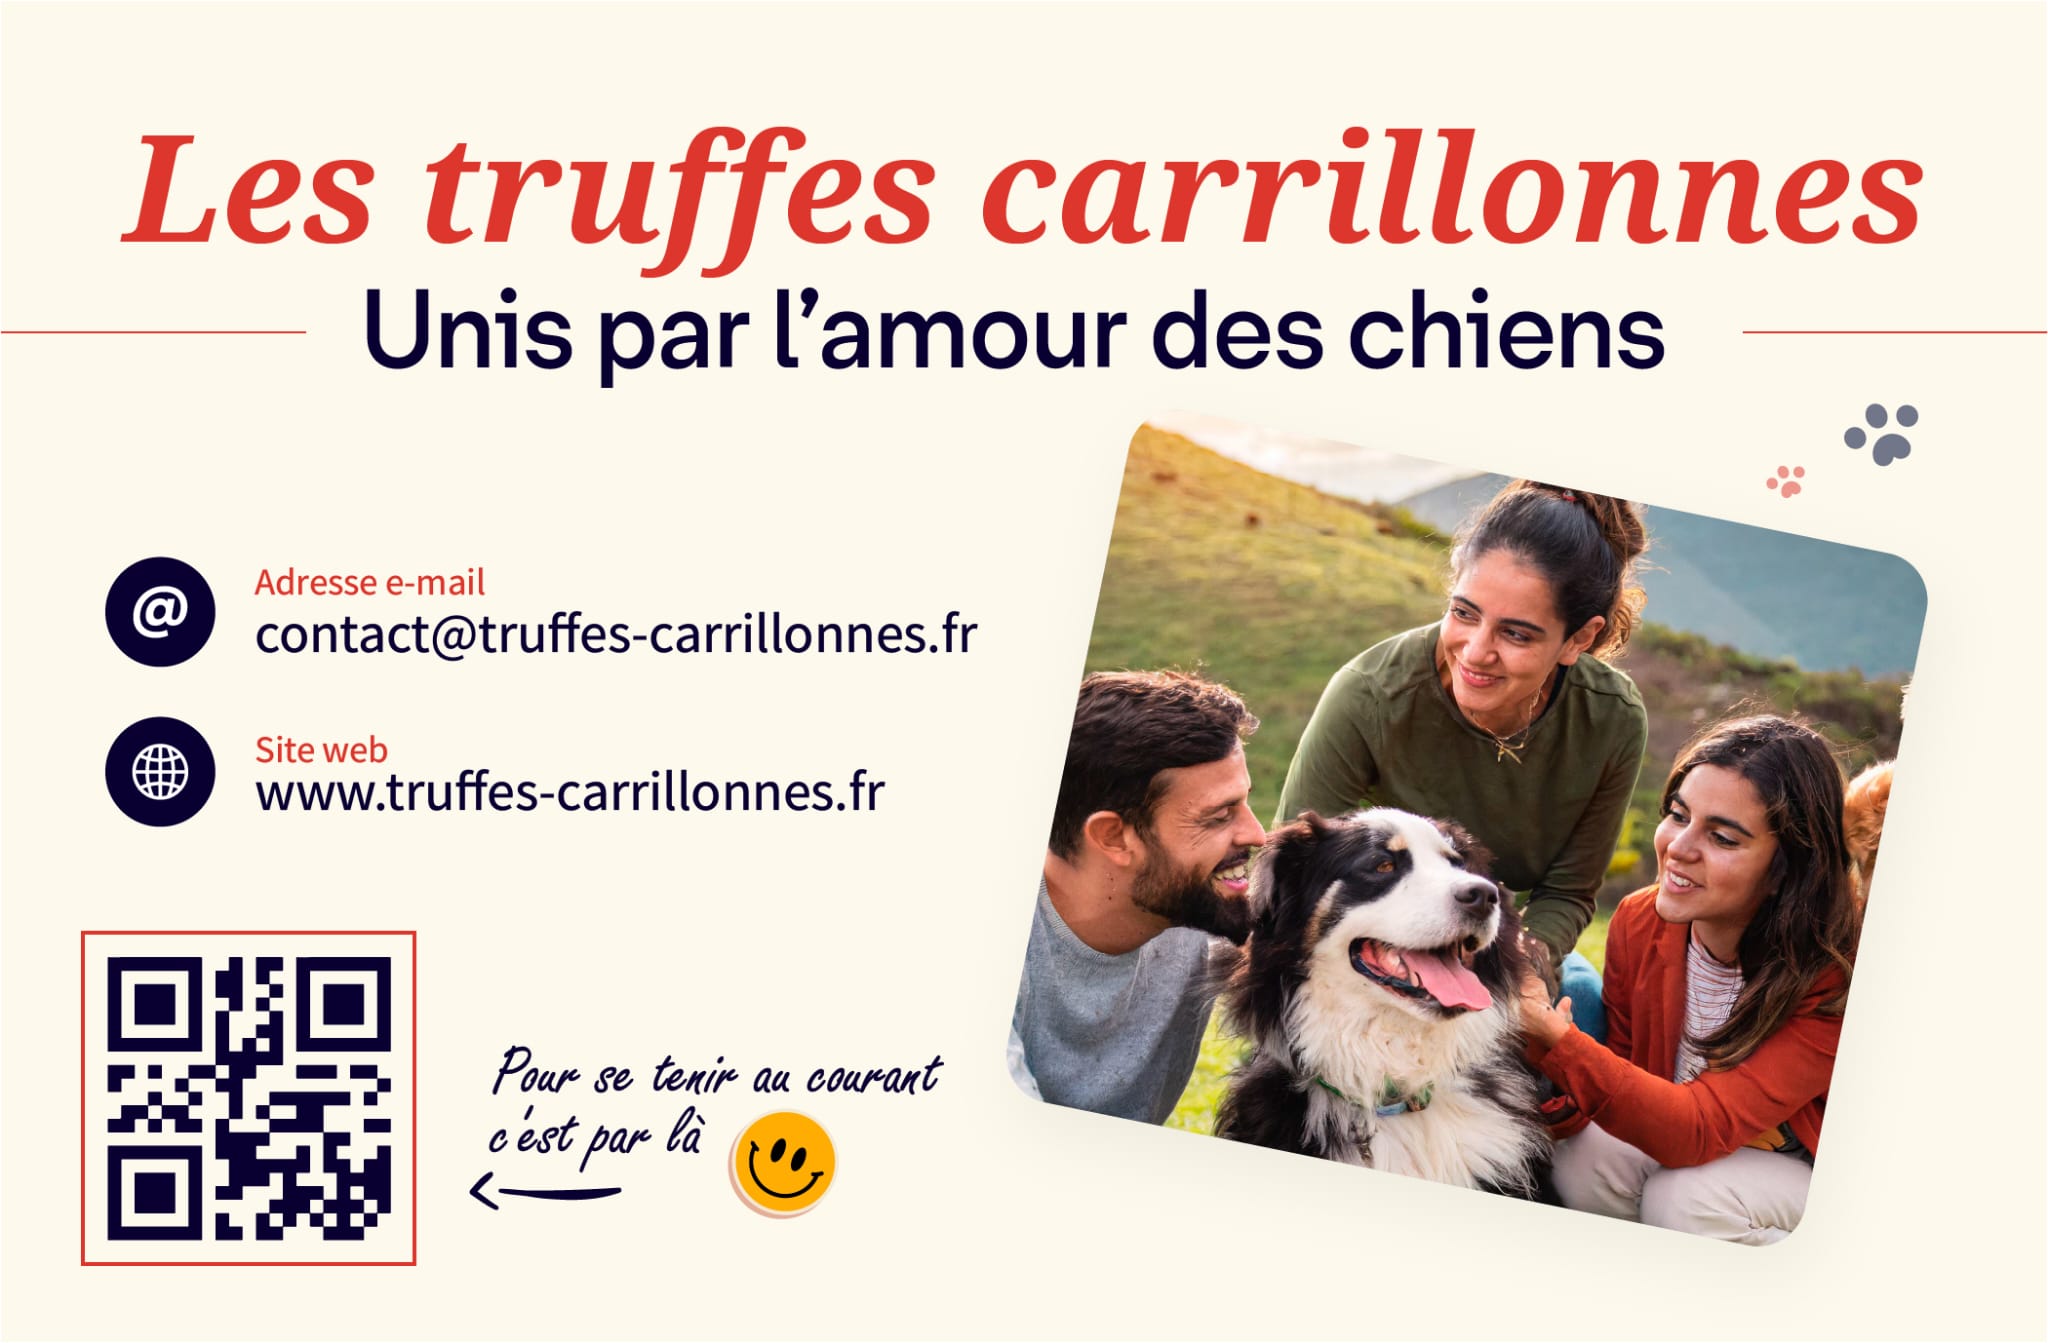 Les truffes carrillonnes
Unis par l’amour des chiens
@
Adresse e-mail
contact@truffes-carrillonnes.fr
Site web
www.truffes-carrillonnes.fr
Pour se tenir au courant
c'est par là